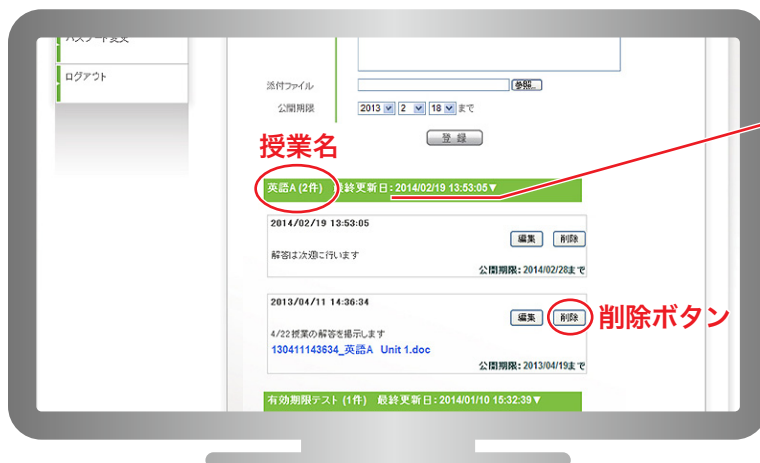 パスワード変更
ログアウト
添付ファイル 参照...
公開期限 2013 2 18 まで
登録
授業名
英語A (2件) 最終更新日:2014/02/19 13:53:05▼
2014/02/19 13:53:05
編集 削除
解答は次週に行います
公開期限:2014/02/28まで
2013/04/11 14:36:34
編集 削除 削除ボタン
4/22授業の解答を掲示します
130411143634_英語A Unit 1.doc
公開期限:2013/04/19まで
有効期限テスト (1件) 最終更新日:2014/01/10 15:32:39▼